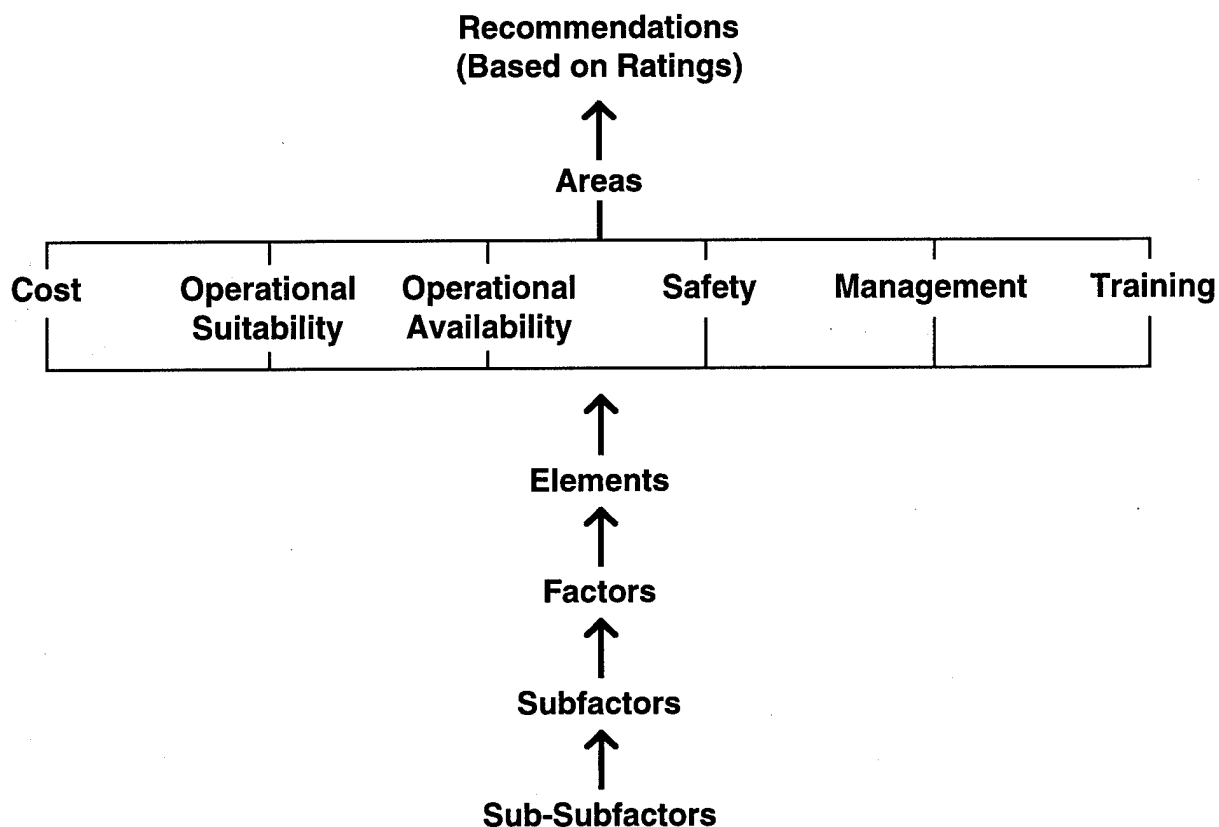 Recommendations
(Based on Ratings)
Areas
Cost
Operational
Suitability
Operational
Availability
Safety
Management
Training
Elements
Factors
Subfactors
Sub-Subfactors